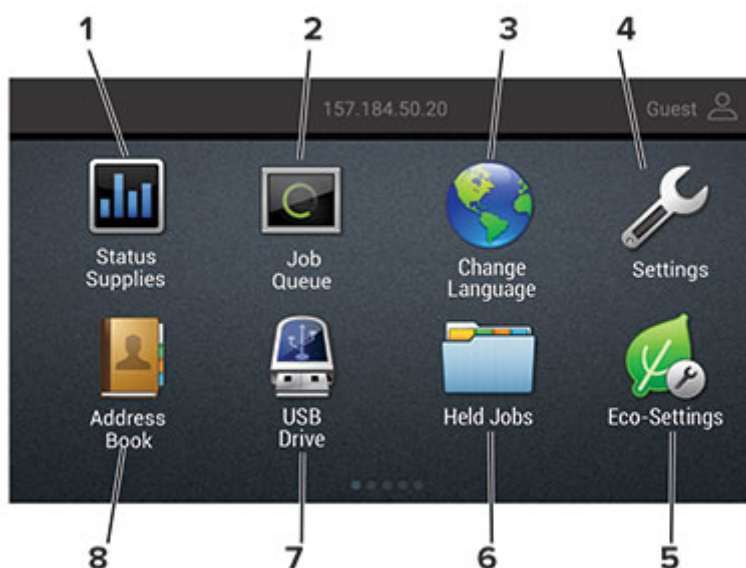 1 2 3 4
157.184.50.20 Guest
Status
Supplies
Job
Queue
Change
Language
Settings
Address
Book
USB
Drive
Held Jobs
Eco-Settings
8 7 6 5